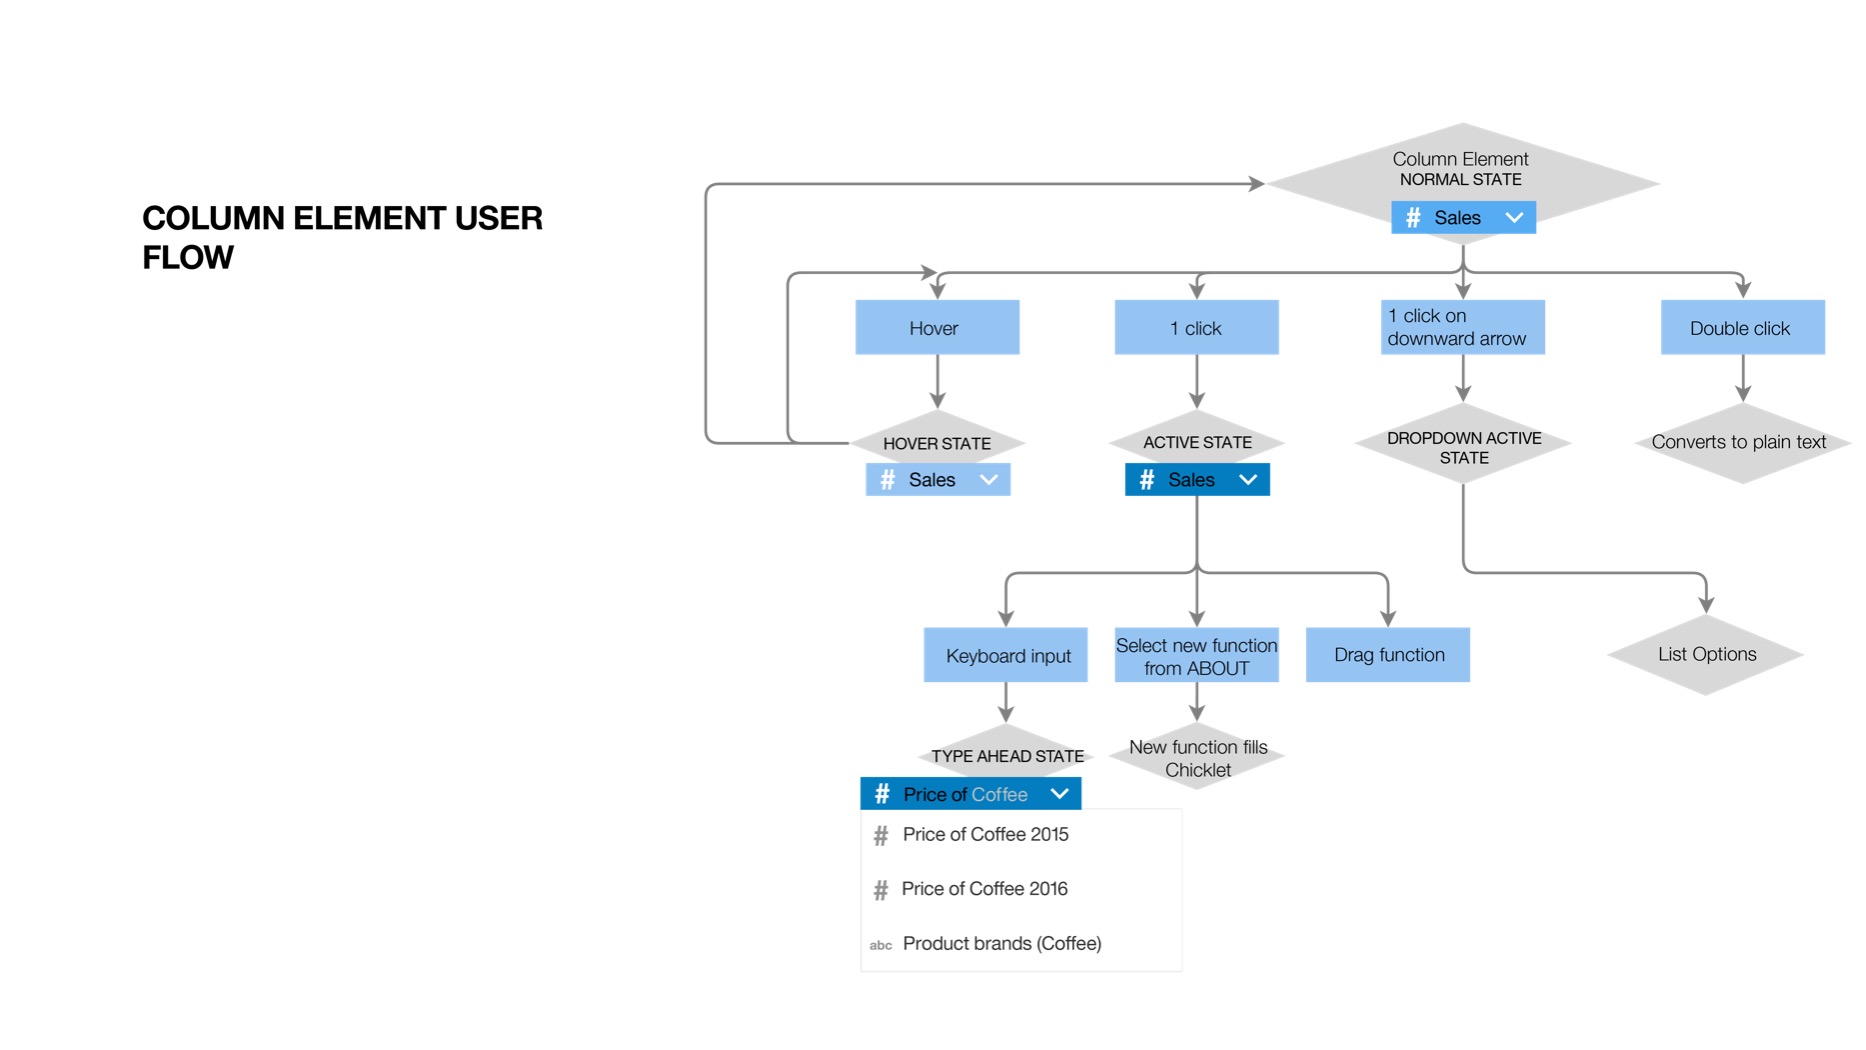 COLUMN ELEMENT USER
FLOW
Column Element
NORMAL STATE
# Sales
Hover
1 click
1 click on
downward arrow
Double click
HOVER STATE
# Sales
ACTIVE STATE
# Sales
DROPDOWN ACTIVE
STATE
Converts to plain text
Keyboard input
Select new function
from ABOUT
Drag function
List Options
TYPE AHEAD STATE
New function fills
Chicklet
# Price of Coffee
# Price of Coffee 2015
# Price of Coffee 2016
abc Product brands (Coffee)